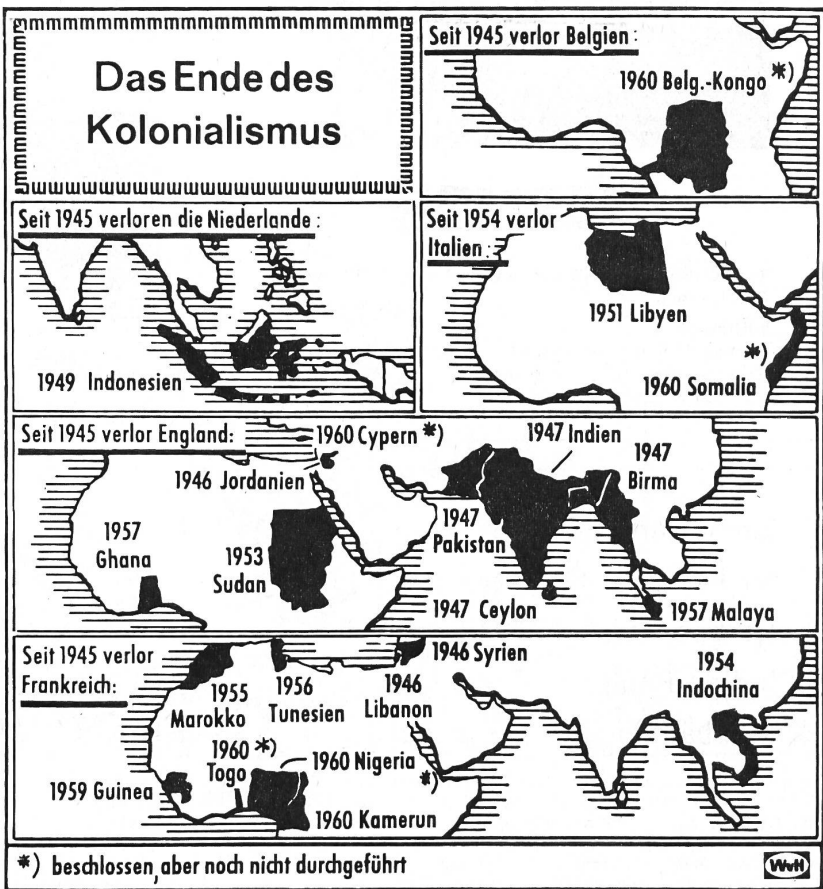 Das Ende des
Kolonialismus
Seit 1945 verlor Belgien:
1960 Belg.-Kongo *)
Seit 1945 verloren die Niederlande:
1949 Indonesien
Seit 1954 verlor
Italien:
1951 Libyen
*)
1960 Somalia
Seit 1945 verlor England:
1960 Cypern *)
1946 Jordanien
1947 Indien
1947
Birma
1957
Ghana
1953
Sudan
1947
Pakistan
1947 Ceylon
1957 Malaya
Seit 1945 verlor
Frankreich:
1955
Marokko
1956
Tunesien
1946
Libanon
1946 Syrien
1954
Indochina
1959 Guinea
1960 *)
Togo
1960 Nigeria
*)
1960 Kamerun
*) beschlossen, aber noch nicht durchgeführt
WvH